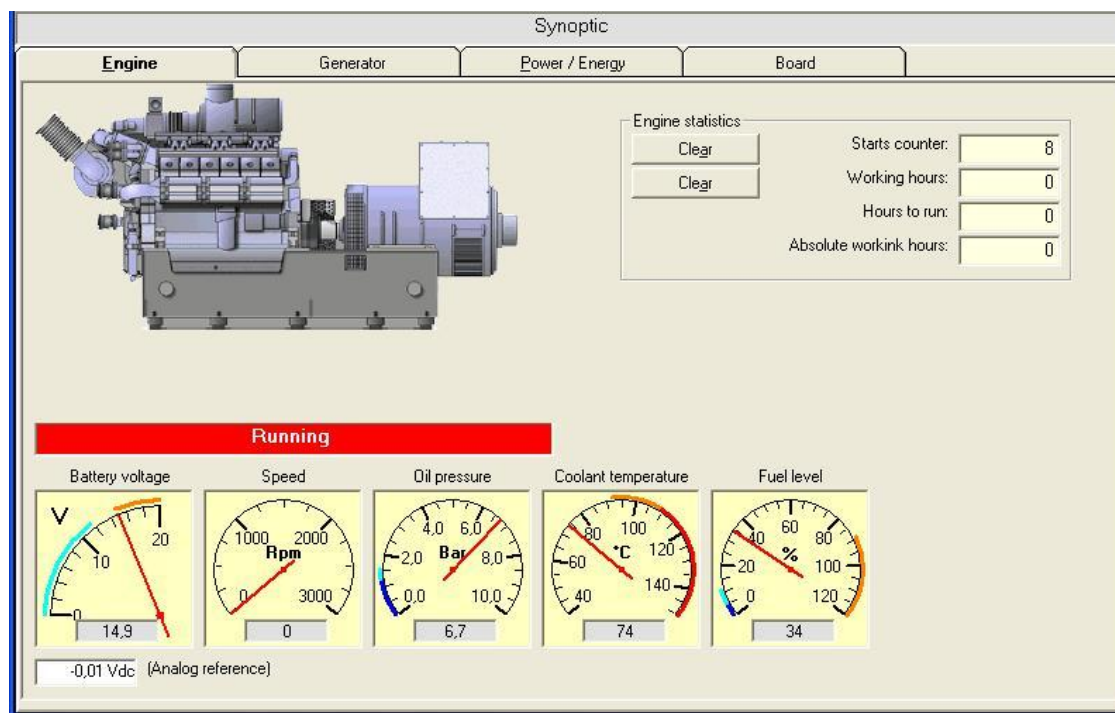 Synoptic
Engine Generator Power / Energy Board
Engine statistics
Clear Starts counter: 8
Clear Working hours: 0
Hours to run: 0
Absolute workink hours: 0
Running
Battery voltage Speed Oil pressure Coolant temperature Fuel level
V 0 10 20
14,9
0 1000 2000 3000 Rpm
0
0,0 2,0 4,0 6,0 8,0 10,0 Bar
6,7
40 60 80 100 120 140 °C
74
0 20 40 60 80 100 120 %
34
-0,01 Vdc (Analog reference)